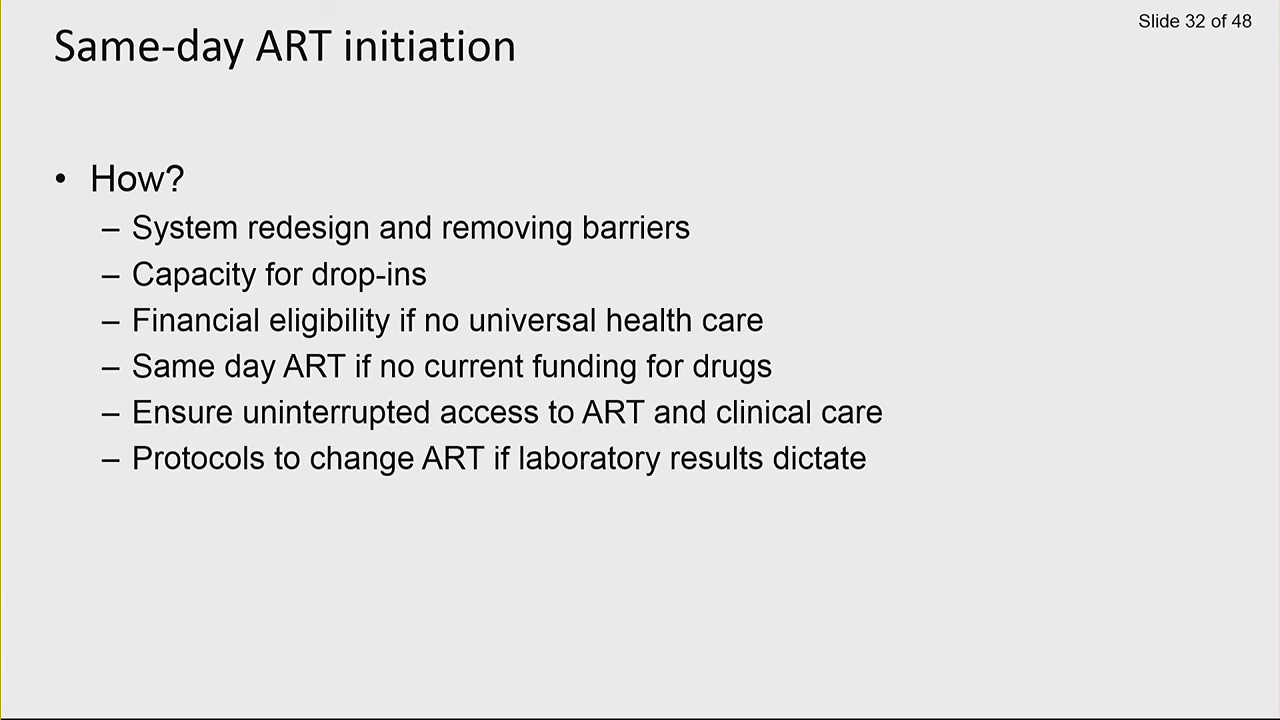 Slide 32 of 48
Same-day ART initiation
• How?
– System redesign and removing barriers
– Capacity for drop-ins
– Financial eligibility if no universal health care
– Same day ART if no current funding for drugs
– Ensure uninterrupted access to ART and clinical care
– Protocols to change ART if laboratory results dictate